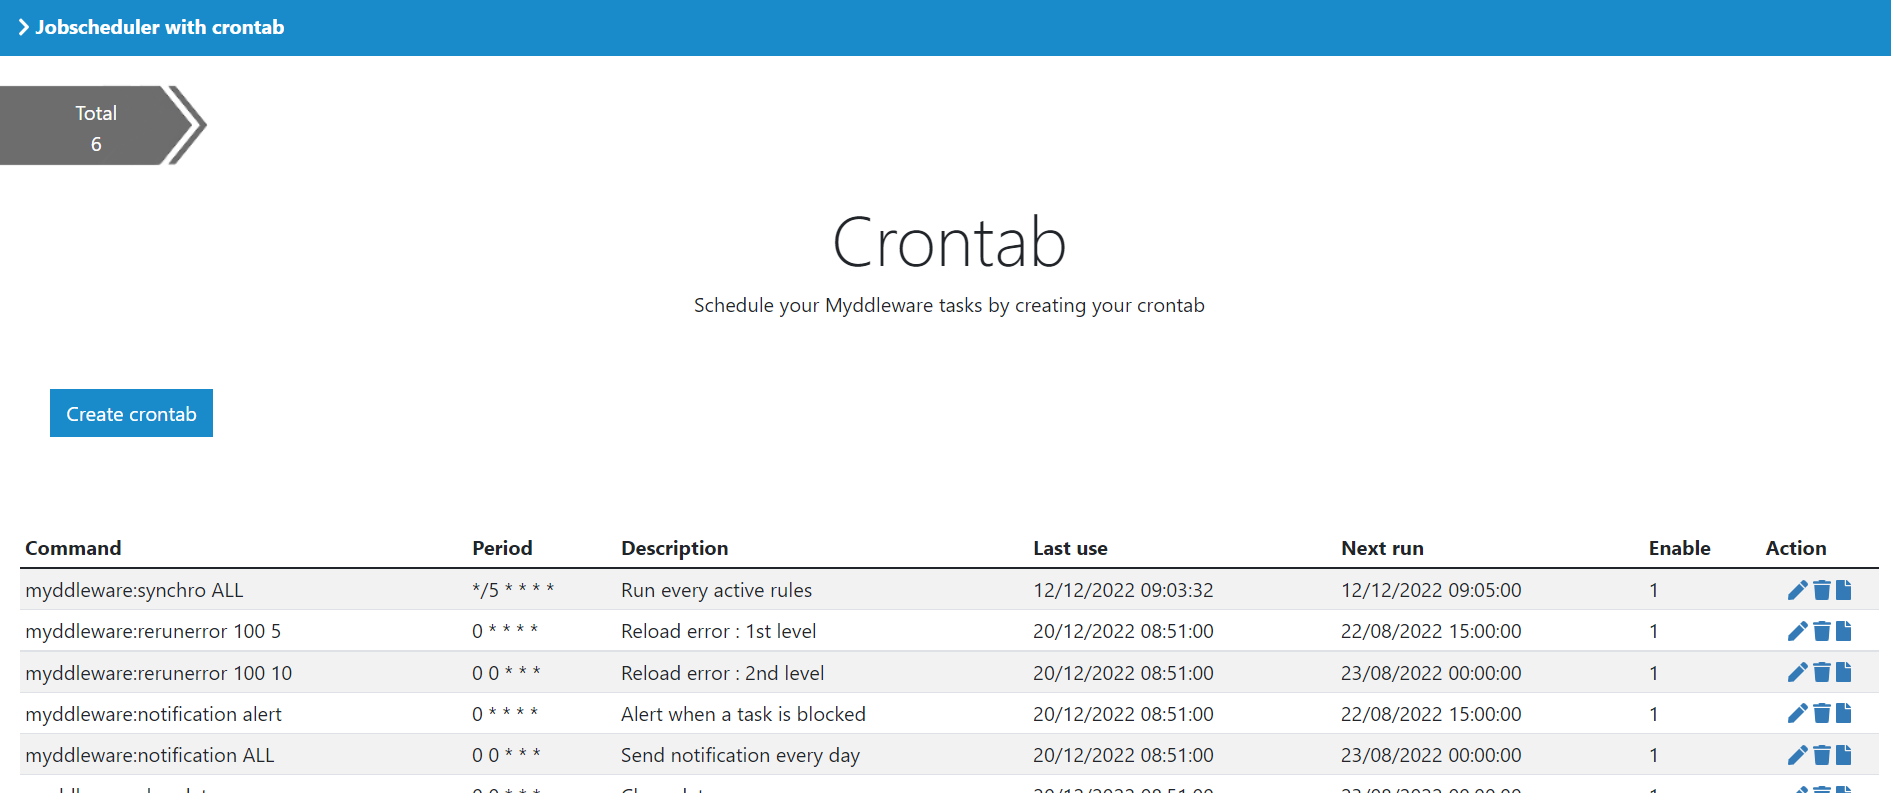 Jobscheduler with crontab
Total
6
Crontab
Schedule your Myddleware tasks by creating your crontab
Create crontab
Command Period Description Last use Next run Enable Action
myddleware:synchro ALL */5 * * * * Run every active rules 12/12/2022 09:03:32 12/12/2022 09:05:00 1
myddleware:rerunerror 100 5 0 * * * * Reload error : 1st level 20/12/2022 08:51:00 22/08/2022 15:00:00 1
myddleware:rerunerror 100 10 0 0 * * * Reload error : 2nd level 20/12/2022 08:51:00 23/08/2022 00:00:00 1
myddleware:notification alert 0 * * * * Alert when a task is blocked 20/12/2022 08:51:00 22/08/2022 15:00:00 1
myddleware:notification ALL 0 0 * * * Send notification every day 20/12/2022 08:51:00 23/08/2022 00:00:00 1